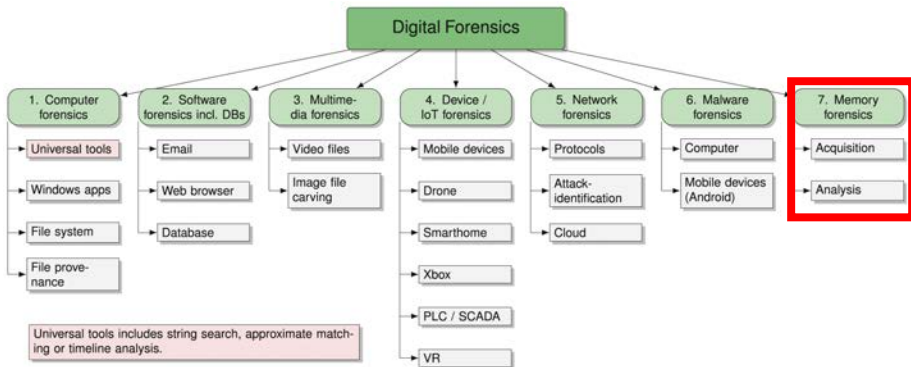 Digital Forensics
1. Computer
forensics
Universal tools
Windows apps
File system
File prove-
nance
2. Software
forensics incl. DBs
Email
Web browser
Database
3. Multime-
dia forensics
Video files
Image file
carving
4. Device /
IoT forensics
Mobile devices
Drone
Smarthome
Xbox
PLC / SCADA
VR
5. Network
forensics
Protocols
Attack-
identification
Cloud
6. Malware
forensics
Computer
Mobile devices
(Android)
7. Memory
forensics
Acquisition
Analysis
Universal tools includes string search, approximate match-
ing or timeline analysis.